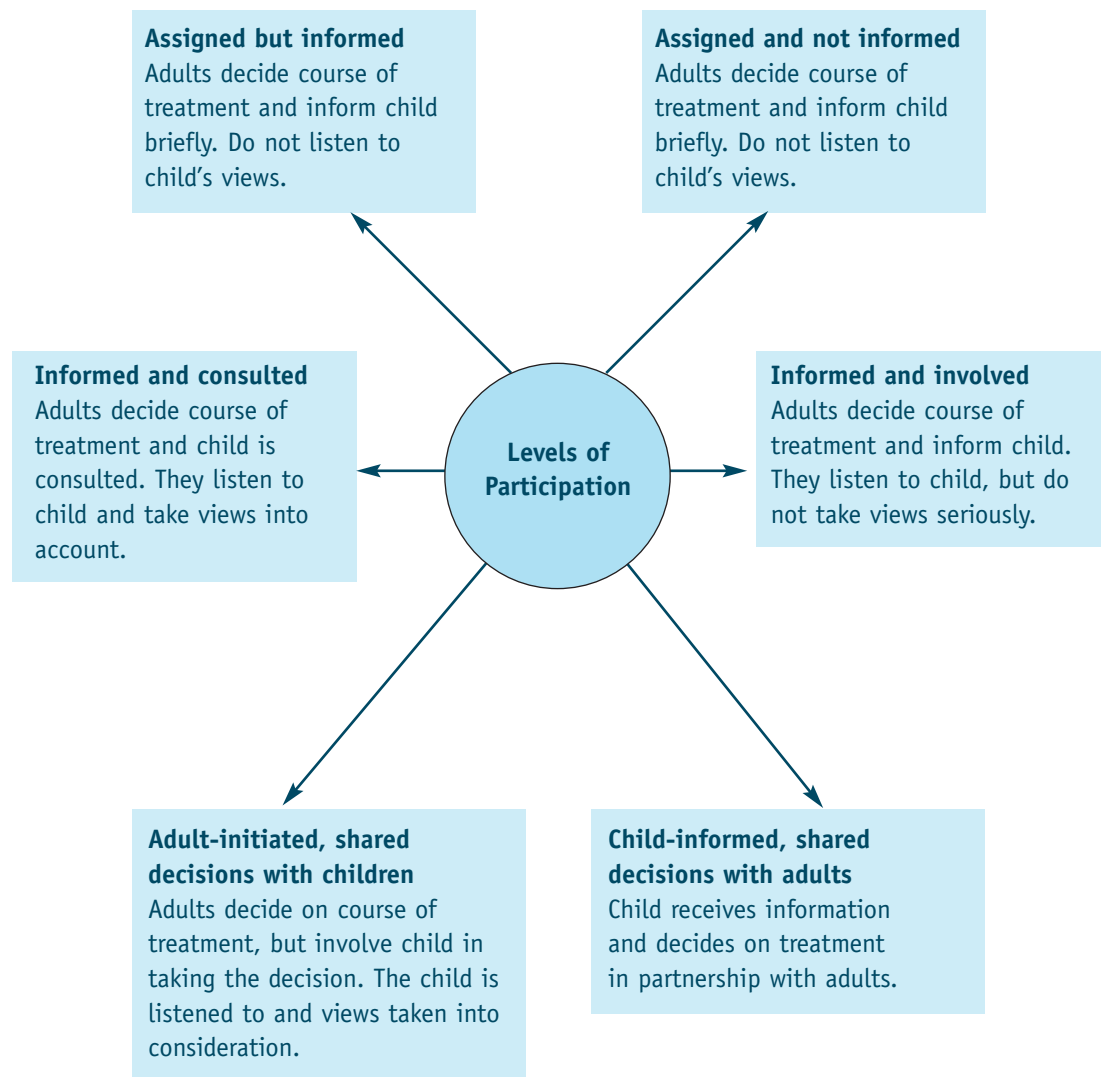 Assigned but informed
Adults decide course of
treatment and inform child
briefly. Do not listen to
child's views.
Assigned and not informed
Adults decide course of
treatment and inform child
briefly. Do not listen to
child's views.
Informed and consulted
Adults decide course of
treatment and child is
consulted. They listen to
child and take views into
account.
Levels of
Participation
Informed and involved
Adults decide course of
treatment and inform child.
They listen to child, but do
not take views seriously.
Adult-initiated, shared
decisions with children
Adults decide on course of
treatment, but involve child in
taking the decision. The child is
listened to and views taken into
consideration.
Child-informed, shared
decisions with adults
Child receives information
and decides on treatment
in partnership with adults.